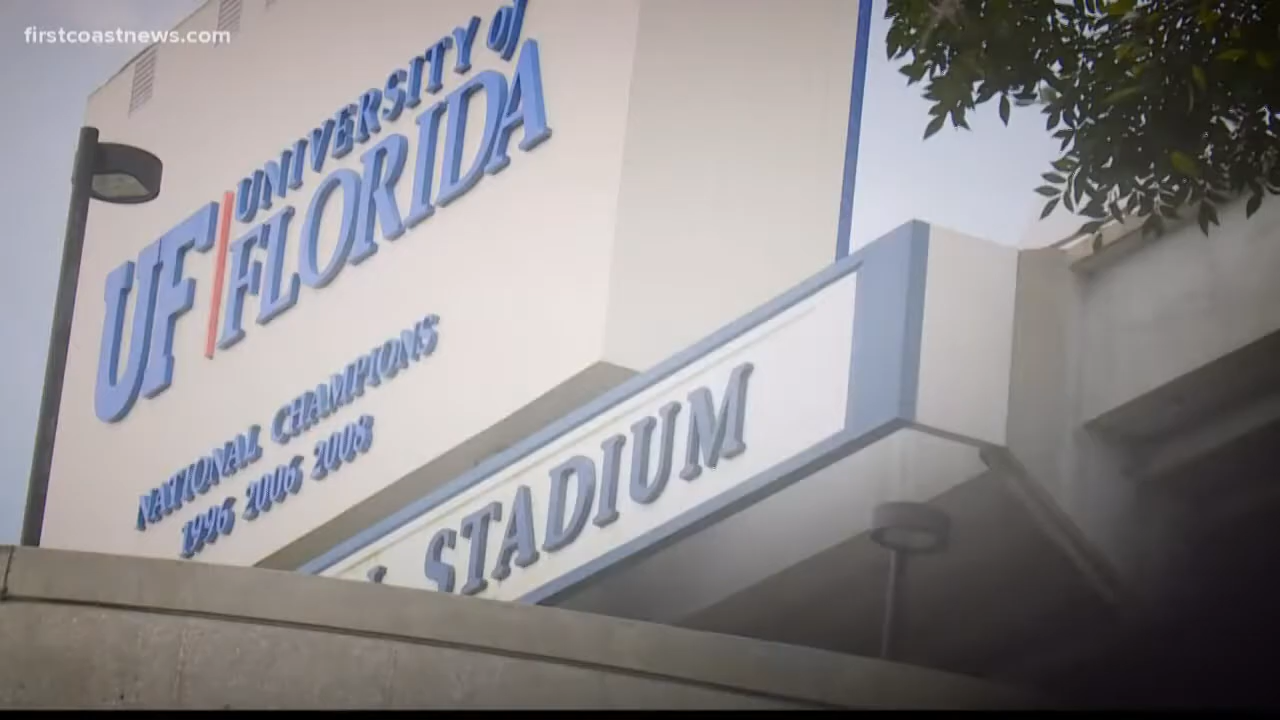 firstcoastnews.com
UNIVERSITY of
UF FLORIDA
NATIONAL CHAMPIONS
1996 2006 2008
STADIUM